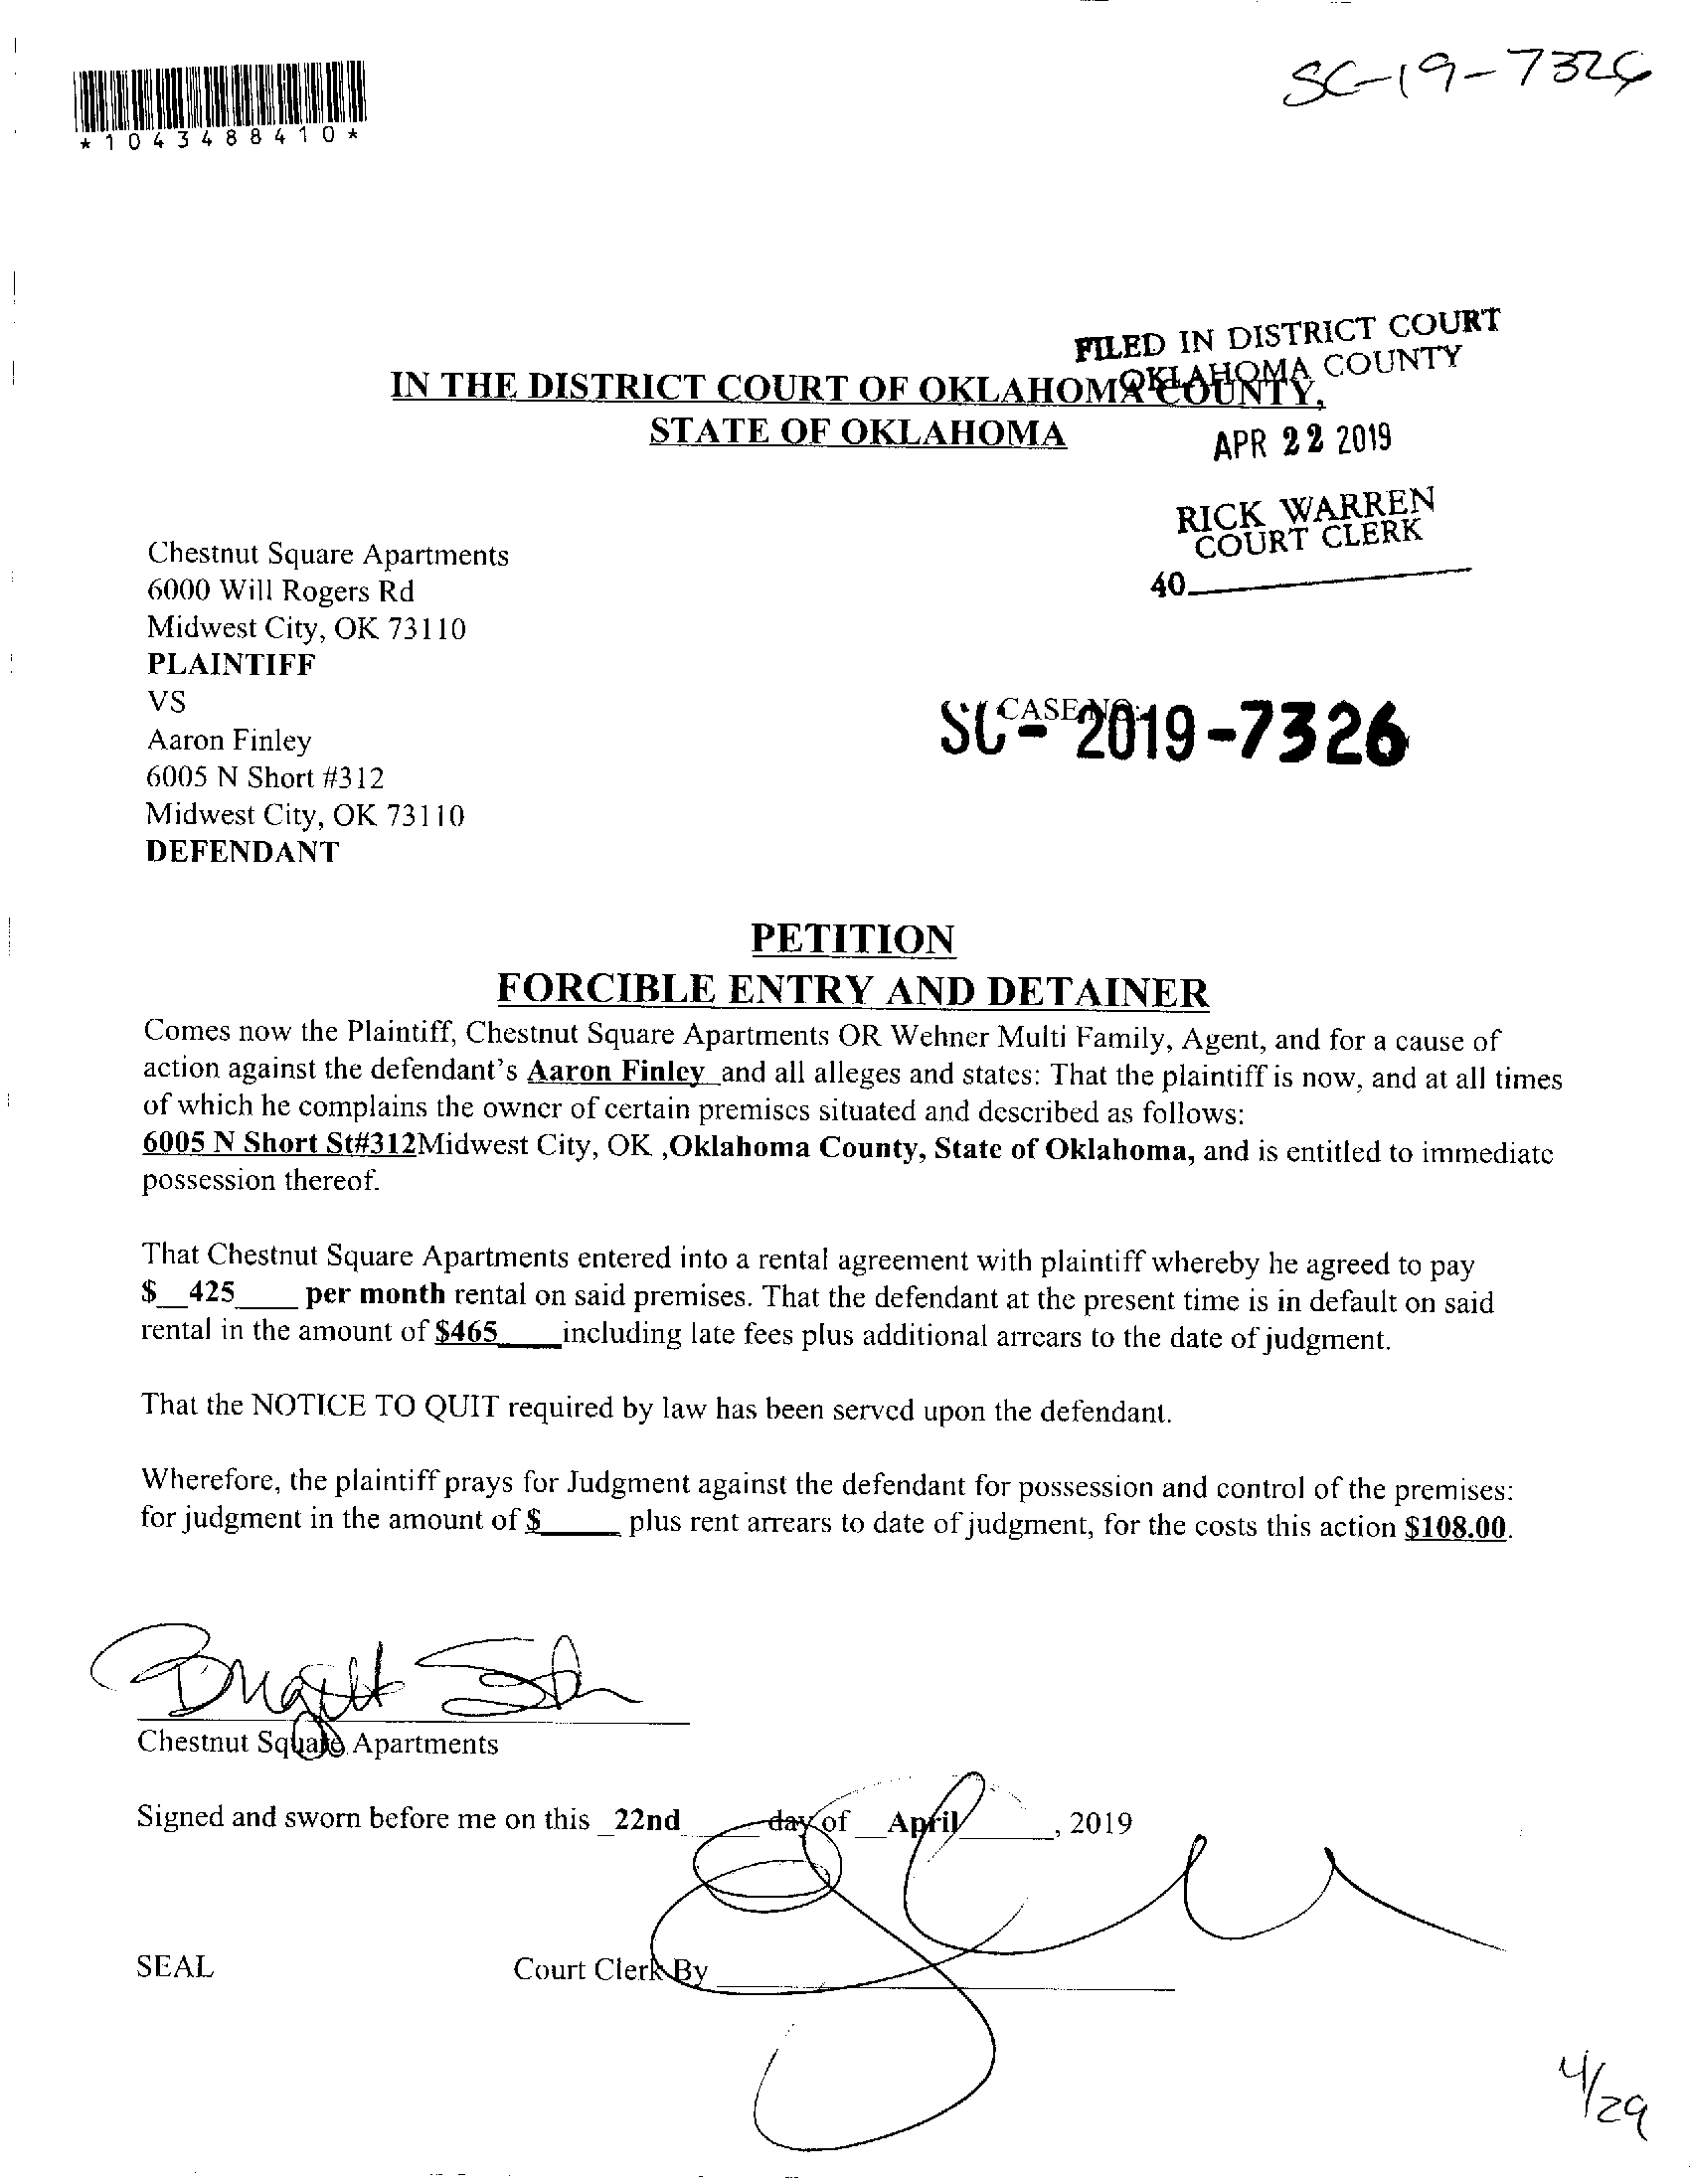 SC-19-7326
*1043488410*
FILED IN DISTRICT COURT
OKLAHOMA COUNTY
IN THE DISTRICT COURT OF OKLAHOMA COUNTY,
STATE OF OKLAHOMA
APR 22 2019
RICK WARREN
COURT CLERK
40
Chestnut Square Apartments
6000 Will Rogers Rd
Midwest City, OK 73110
PLAINTIFF
VS
CASE NO:
SC-2019-7326
Aaron Finley
6005 N Short #312
Midwest City, OK 73110
DEFENDANT
PETITION
FORCIBLE ENTRY AND DETAINER
Comes now the Plaintiff, Chestnut Square Apartments OR Wehner Multi Family, Agent, and for a cause of
action against the defendant's Aaron Finley and all alleges and states: That the plaintiff is now, and at all times
of which he complains the owner of certain premises situated and described as follows:
6005 N Short St#312Midwest City, OK ,Oklahoma County, State of Oklahoma, and is entitled to immediate
possession thereof.
That Chestnut Square Apartments entered into a rental agreement with plaintiff whereby he agreed to pay
$__425____ per month rental on said premises. That the defendant at the present time is in default on said
rental in the amount of $465____including late fees plus additional arrears to the date of judgment.
That the NOTICE TO QUIT required by law has been served upon the defendant.
Wherefore, the plaintiff prays for Judgment against the defendant for possession and control of the premises:
for judgment in the amount of $_____ plus rent arrears to date of judgment, for the costs this action $108.00.
Chestnut Square Apartments
Signed and sworn before me on this _22nd_____ day of __April______, 2019
SEAL
Court Clerk By
4/29